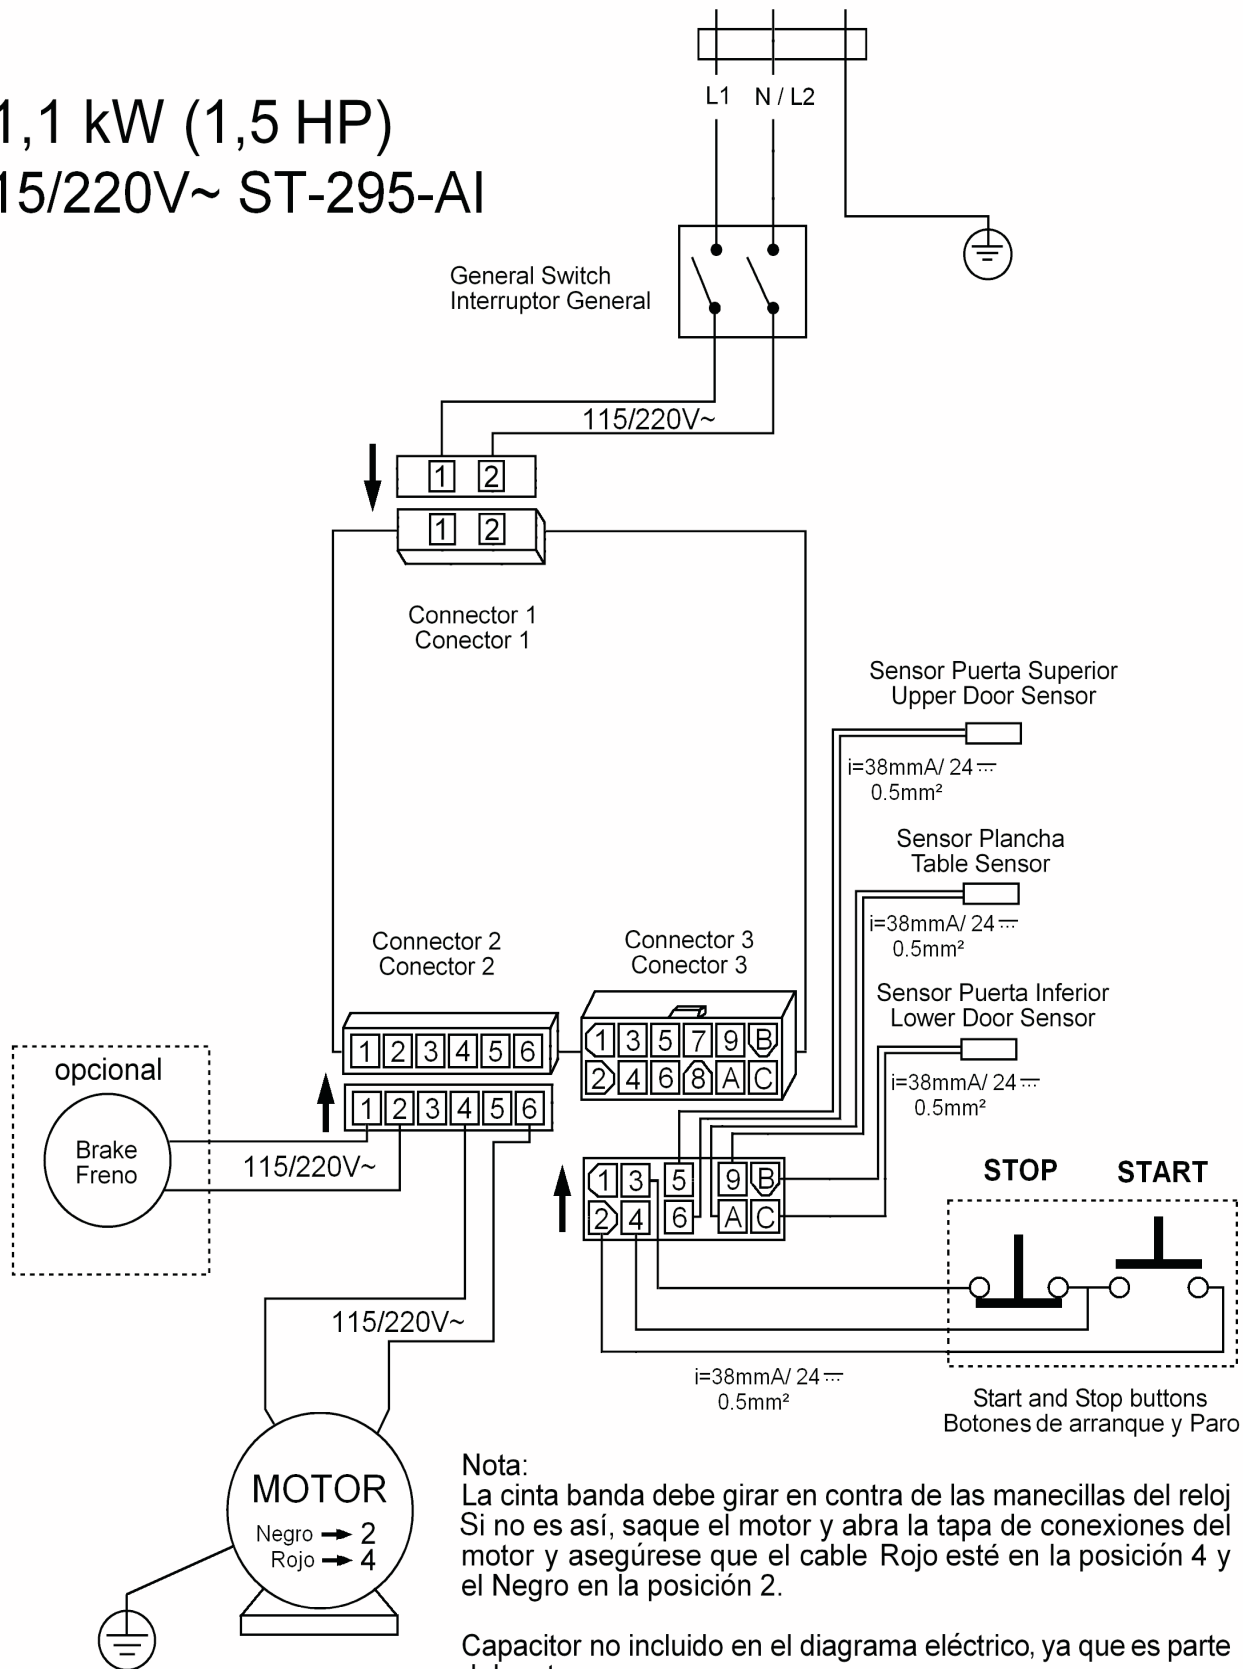 L1 N / L2
1,1 kW (1,5 HP)
15/220V~ ST-295-AI
General Switch
Interruptor General
115/220V~
1 2
1 2
Connector 1
Conector 1
Sensor Puerta Superior
Upper Door Sensor
i=38mmA/ 24
0.5mm²
Sensor Plancha
Table Sensor
i=38mmA/ 24
0.5mm²
Connector 2
Conector 2
Connector 3
Conector 3
Sensor Puerta Inferior
Lower Door Sensor
i=38mmA/ 24
0.5mm²
1 2 3 4 5 6
1 3 5 7 9 B
2 4 6 8 A C
opcional
Brake
Freno
1 2 3 4 5 6
115/220V~
1 3 5 9 B
2 4 6 A C
STOP START
115/220V~
i=38mmA/ 24
0.5mm²
Start and Stop buttons
Botones de arranque y Paro
MOTOR
Negro 2
Rojo 4
Nota:
La cinta banda debe girar en contra de las manecillas del reloj
Si no es así, saque el motor y abra la tapa de conexiones del
motor y asegúrese que el cable Rojo esté en la posición 4 y
el Negro en la posición 2.
Capacitor no incluido en el diagrama eléctrico, ya que es parte